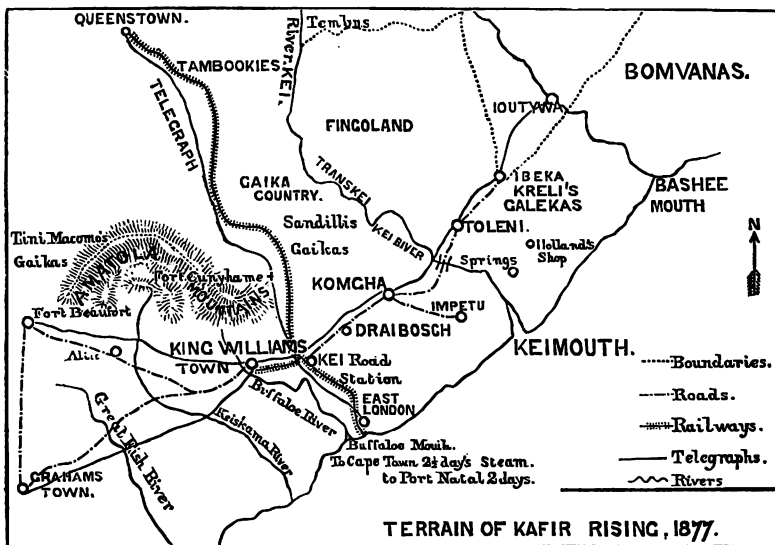 QUEENSTOWN.
TAMBOOKIES.
TELEGRAPH
River KEI.
Tembus
FINGOLAND
BOMVANAS.
IOUTYWA
IBEKA
KRELI'S
GALEKAS
BASHEE
MOUTH
TRANSKEI
KEI RIVER
GAIKA
COUNTRY.
Sandillis
Gaikas
TOLENI.
Holland's
Shop
Springs
N
Tini Macomo's
Gaikas
AMATOLA
MOUNTAINS
Fort Cunyhame
KOMGHA
IMPETU
DRAIBOSCH
KEIMOUTH.
Fort Beaufort
Alice
KING WILLIAMS
TOWN
KEI Road
Station
EAST
LONDON
Buffaloe River
Keiskama River
Great Fish River
GRAHAMS
TOWN.
Buffaloe Mouth.
To Cape Town 2½ day's Steam.
to Port Natal 2 days.
Boundaries.
Roads.
Railways.
Telegraphs.
Rivers
TERRAIN OF KAFIR RISING, 1877.